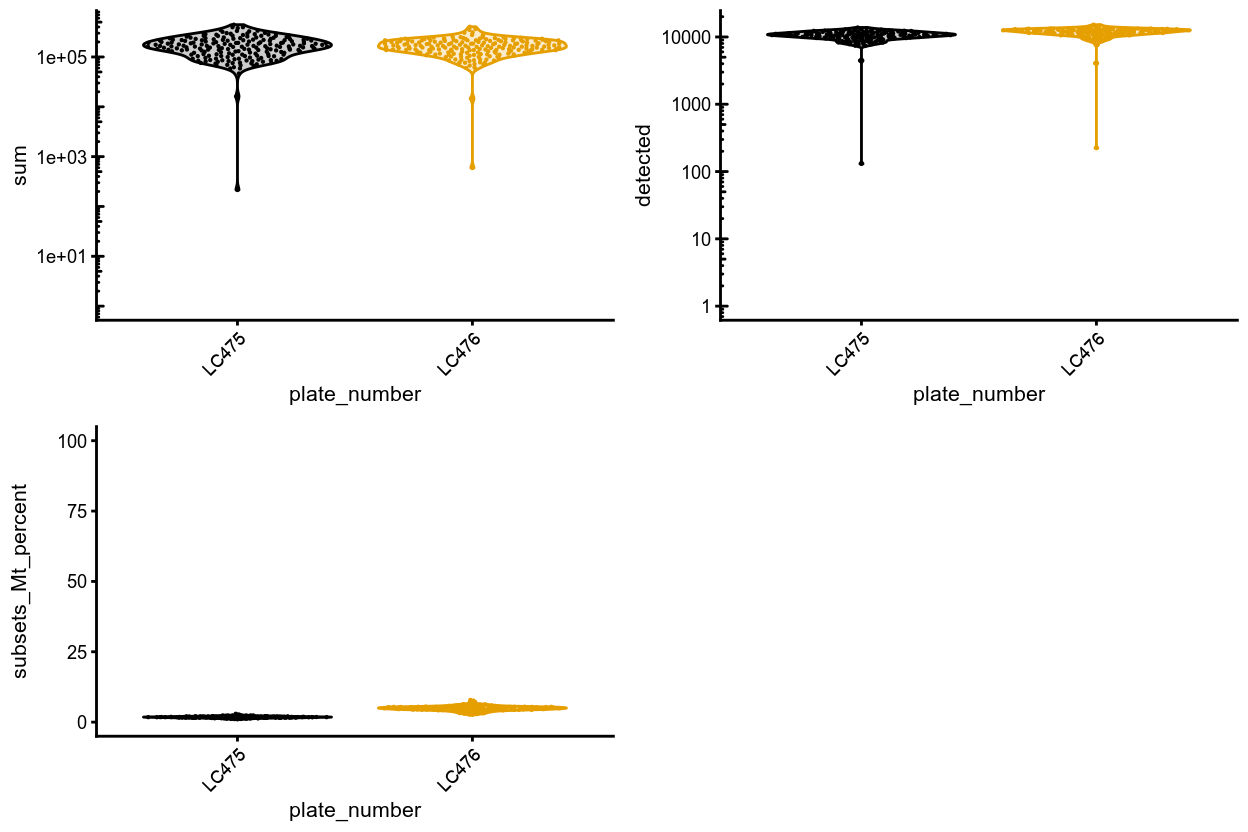 sum
1e+05
1e+03
1e+01
LC475
LC476
plate_number
detected
10000
1000
100
10
1
LC475
LC476
plate_number
subsets_Mt_percent
100
75
50
25
0
LC475
LC476
plate_number